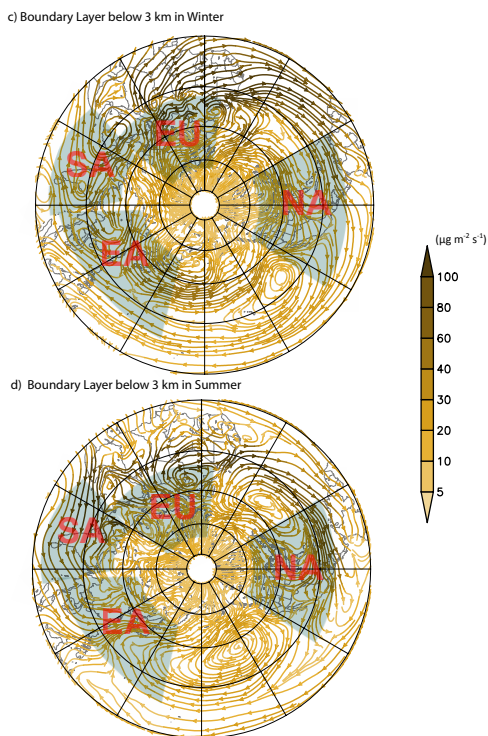 c) Boundary Layer below 3 km in Winter
EU
SA
NA
EA
(µg m⁻² s⁻¹)
100
80
60
40
30
20
10
5
d) Boundary Layer below 3 km in Summer
EU
SA
NA
EA